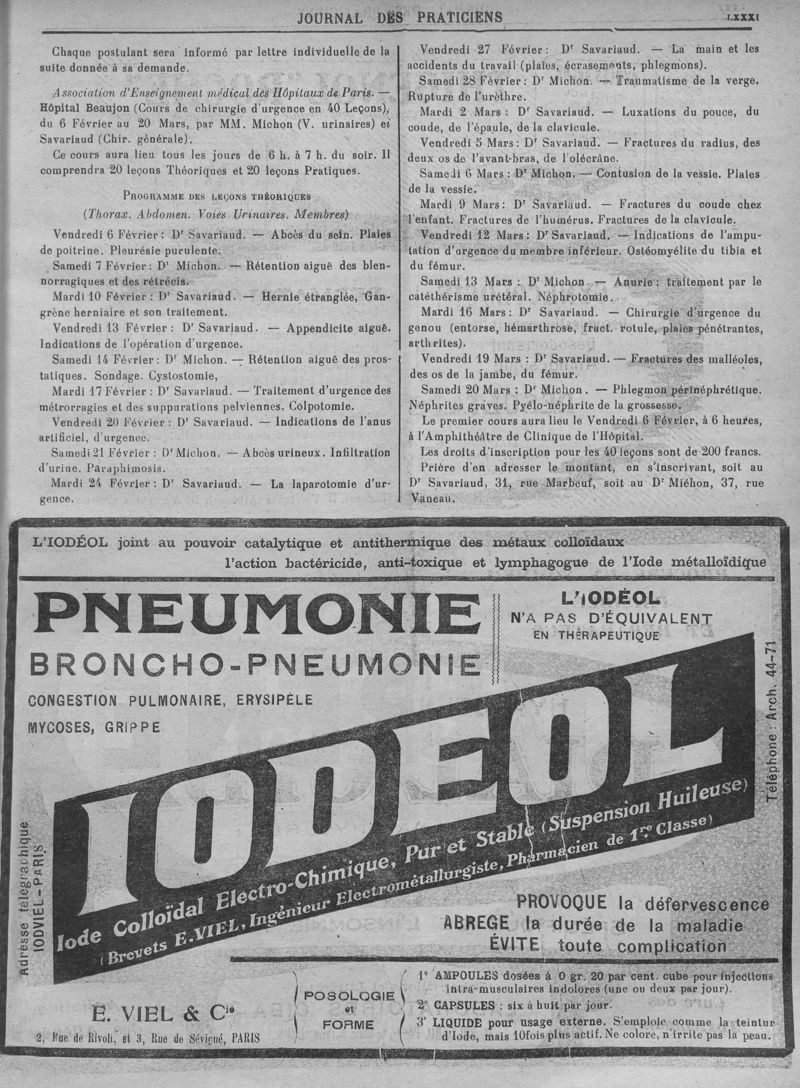 JOURNAL DES PRATICIENS
LXXXI
Chaque postulant sera informé par lettre individuelle de la
suite donnée à sa demande.
Association d'Enseignement médical des Hôpitaux de Paris. —
Hôpital Beaujon (Cours de chirurgie d'urgence en 40 Leçons),
du 6 Février au 20 Mars, par MM. Michon (V. urinaires) et
Savariaud (Chir. générale).
Ce cours aura lieu tous les jours de 6 h. à 7 h. du soir. Il
comprendra 20 leçons Théoriques et 20 leçons Pratiques.
PROGRAMME DES LEÇONS THÉORIQUES
(Thorax. Abdomen. Voies Urinaires. Membres)
Vendredi 6 Février : Dr Savariaud. — Abcès du sein. Plaies
de poitrine. Pleurésie purulente.
Samedi 7 Février : Dr Michon. — Rétention aiguë des blen-
norragiques et des rétrécis.
Mardi 10 Février : Dr Savariaud. — Hernie étranglée, Gan-
grène herniaire et son traitement.
Vendredi 13 Février : Dr Savariaud. — Appendicite aiguë.
Indications de l'opération d'urgence.
Samedi 14 Février : Dr Michon. — Rétention aiguë des pros-
tatiques. Sondage. Cystostomie,
Mardi 17 Février : Dr Savariaud. — Traitement d'urgence des
métrorragies et des suppurations pelviennes. Colpotomie.
Vendredi 20 Février : Dr Savariaud. — Indications de l'anus
artificiel, d'urgence.
Samedi 21 Février : Dr Michon. — Abcès urineux. Infiltration
d'urine. Paraphimosis.
Mardi 24 Février : Dr Savariaud. — La laparotomie d'ur-
gence.
Vendredi 27 Février : Dr Savariaud. — La main et les
accidents du travail (plaies, écrasements, phlegmons).
Samedi 28 Février : Dr Michon. — Traumatisme de la verge.
Rupture de l'urèthre.
Mardi 2 Mars : Dr Savariaud. — Luxations du pouce, du
coude, de l'épaule, de la clavicule.
Vendredi 5 Mars : Dr Savariaud. — Fractures du radius, des
deux os de l'avant-bras, de l'olécrâne.
Samedi 6 Mars : Dr Michon. — Contusion de la vessie. Plaies
de la vessie.
Mardi 9 Mars : Dr Savariaud. — Fractures du coude chez
l'enfant. Fractures de l'humérus. Fractures de la clavicule.
Vendredi 12 Mars : Dr Savariaud. — Indications de l'ampu-
tation d'urgence du membre inférieur. Ostéomyélite du tibia et
du fémur.
Samedi 13 Mars : Dr Michon — Anurie : traitement par le
catéthérisme urétéral. Néphrotomie.
Mardi 16 Mars : Dr Savariaud. — Chirurgie d'urgence du
genou (entorse, hémarthrose, fract. rotule, plaies pénétrantes,
arthrites).
Vendredi 19 Mars : Dr Savariaud. — Fractures des malléoles,
des os de la jambe, du fémur.
Samedi 20 Mars : Dr Michon. — Phlegmon périnéphrétique.
Néphrites graves. Pyélo-néphrite de la grossesse.
Le premier cours aura lieu le Vendredi 6 Février, à 6 heures,
à l'Amphithéâtre de Clinique de l'Hôpital.
Les droits d'inscription pour les 40 leçons sont de 200 francs.
Prière d'en adresser le montant, en s'inscrivant, soit au
Dr Savariaud, 31, rue Marbeuf, soit au Dr Miéhon, 37, rue
Vaneau.
L'IODÉOL joint au pouvoir catalytique et antithermique des métaux colloïdaux
l'action bactéricide, anti-toxique et lymphagogue de l'Iode métalloïdique
PNEUMONIE
BRONCHO-PNEUMONIE
CONGESTION PULMONAIRE, ERYSIPÈLE
MYCOSES, GRIPPE
L'IODÉOL
N'A PAS D'ÉQUIVALENT
EN THÉRAPEUTIQUE
Téléphone : Arch. 44-71
IODEOL
Iode Colloïdal Electro-Chimique, Pur et Stable (Suspension Huileuse)
(Brevets E. VIEL, Ingénieur Electrométallurgiste, Pharmacien de 1re Classe)
Adresse télégraphique
IODVIEL-PARIS
PROVOQUE la défervescence
ABREGE la durée de la maladie
ÉVITE toute complication
E. VIEL & Cie
2, Rue de Rivoli, et 3, Rue de Sévigné, PARIS
POSOLOGIE
et
FORME
1° AMPOULES dosées à 0 gr. 20 par cent. cube pour injections
intra-musculaires indolores (une ou deux par jour).
2° CAPSULES : six à huit par jour.
3° LIQUIDE pour usage externe. S'emploie comme la teintur
d'Iode, mais 10 fois plus actif. Ne colore, n'irrite pas la peau.